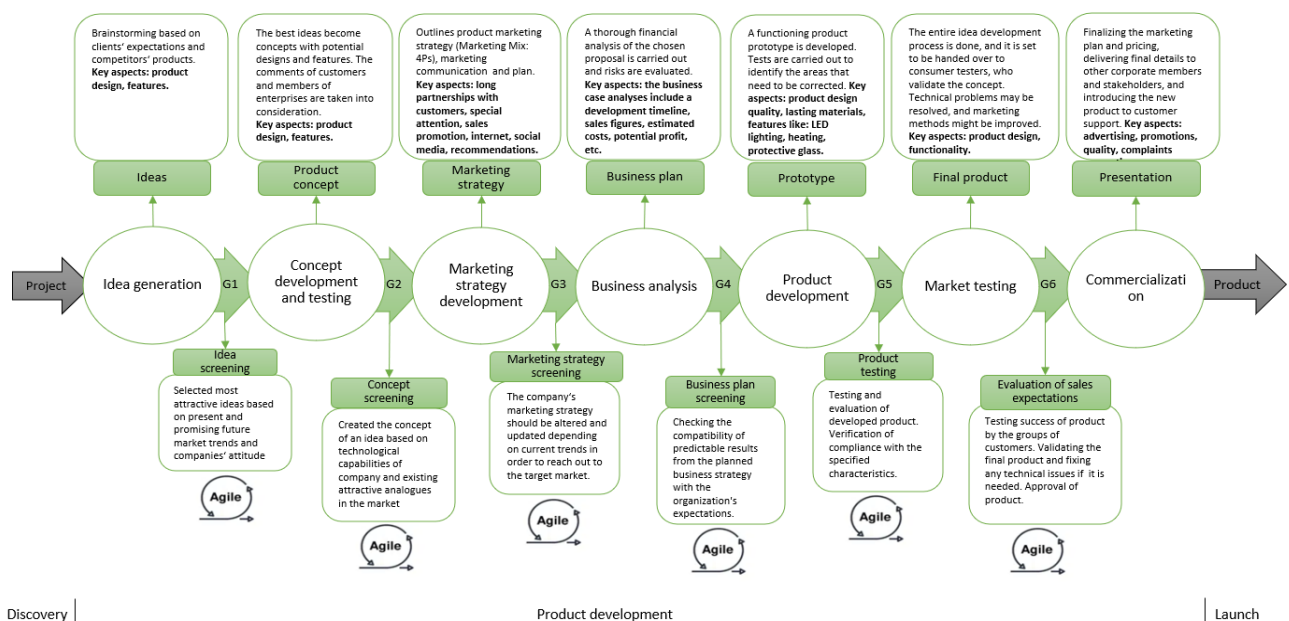 Brainstorming based on
clients' expectations and
competitors' products.
Key aspects: product
design, features.
The best ideas become
concepts with potential
designs and features. The
comments of customers
and members of
enterprises are taken into
consideration.
Key aspects: product
design, features.
Outlines product marketing
strategy (Marketing Mix:
4Ps), marketing
communication and plan.
Key aspects: long
partnerships with
customers, special
attention, sales
promotion, internet, social
media, recommendations.
A thorough financial
analysis of the chosen
proposal is carried out
and risks are evaluated.
Key aspects: the business
case analyses include a
development timeline,
sales figures, estimated
costs, potential profit,
etc.
A functioning product
prototype is developed.
Tests are carried out to
identify the areas that
need to be corrected. Key
aspects: product design
quality, lasting materials,
features like: LED
lighting, heating,
protective glass.
The entire idea development
process is done, and it is set
to be handed over to
consumer testers, who
validate the concept.
Technical problems may be
resolved, and marketing
methods might be improved.
Key aspects: product design,
functionality.
Finalizing the marketing
plan and pricing,
delivering final details to
other corporate members
and stakeholders, and
introducing the new
product to customer
support. Key aspects:
advertising, promotions,
quality, complaints
Ideas
Product
concept
Marketing
strategy
Business plan
Prototype
Final product
Presentation
Project
Idea generation
G1
Concept
development
and testing
G2
Marketing
strategy
development
G3
Business analysis
G4
Product
development
G5
Market testing
G6
Commercializati
on
Product
Idea
screening
Selected most
attractive ideas based
on present and
promising future
market trends and
companies' attitude
Agile
Concept
screening
Created the concept
of an idea based on
technological
capabilities of
company and existing
attractive analogues
in the market
Agile
Marketing strategy
screening
The company's
marketing strategy
should be altered and
updated depending
on current trends in
order to reach out to
the target market.
Agile
Business plan
screening
Checking the
compatibility of
predictable results
from the planned
business strategy
with the
organization's
expectations.
Agile
Product
testing
Testing and
evaluation of
developed product.
Verification of
compliance with the
specified
characteristics.
Agile
Evaluation of sales
expectations
Testing success of product
by the groups of
customers. Validating the
final product and fixing
any technical issues if it is
needed. Approval of
product.
Agile
Discovery
Product development
Launch